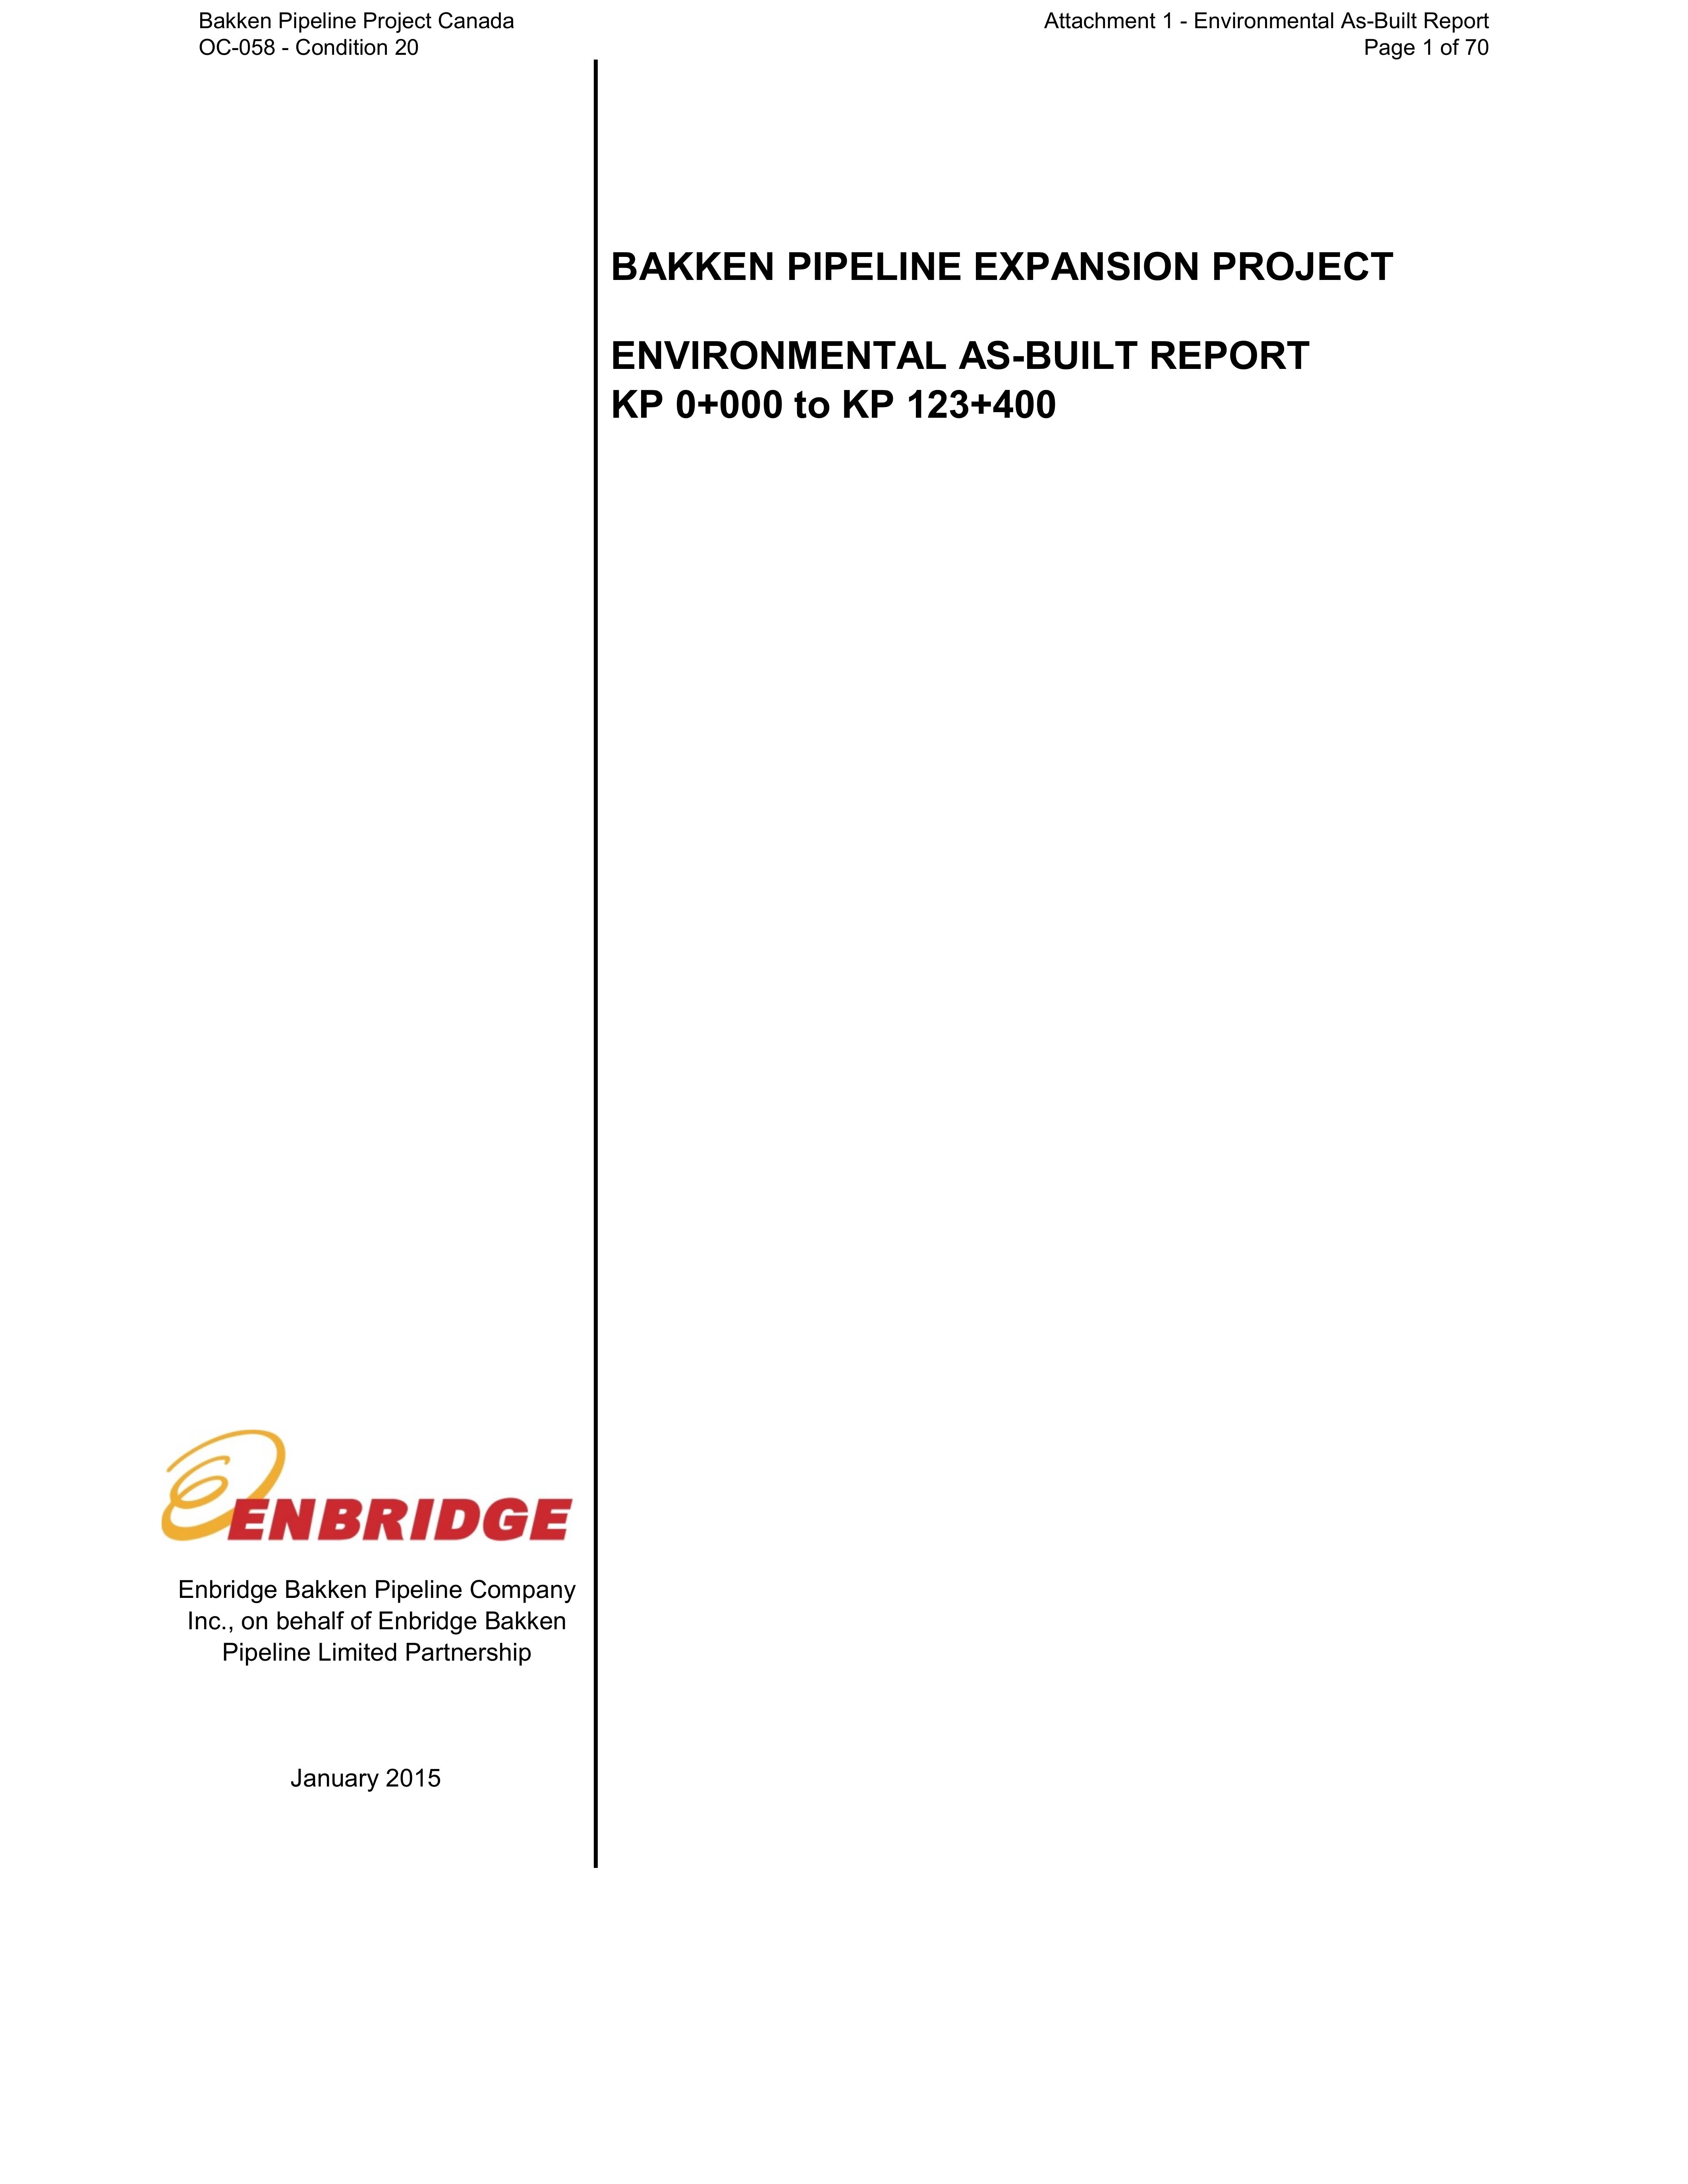 Bakken Pipeline Project Canada
OC-058 - Condition 20
Attachment 1 - Environmental As-Built Report
Page 1 of 70
BAKKEN PIPELINE EXPANSION PROJECT
ENVIRONMENTAL AS-BUILT REPORT
KP 0+000 to KP 123+400
ENBRIDGE
Enbridge Bakken Pipeline Company
Inc., on behalf of Enbridge Bakken
Pipeline Limited Partnership
January 2015